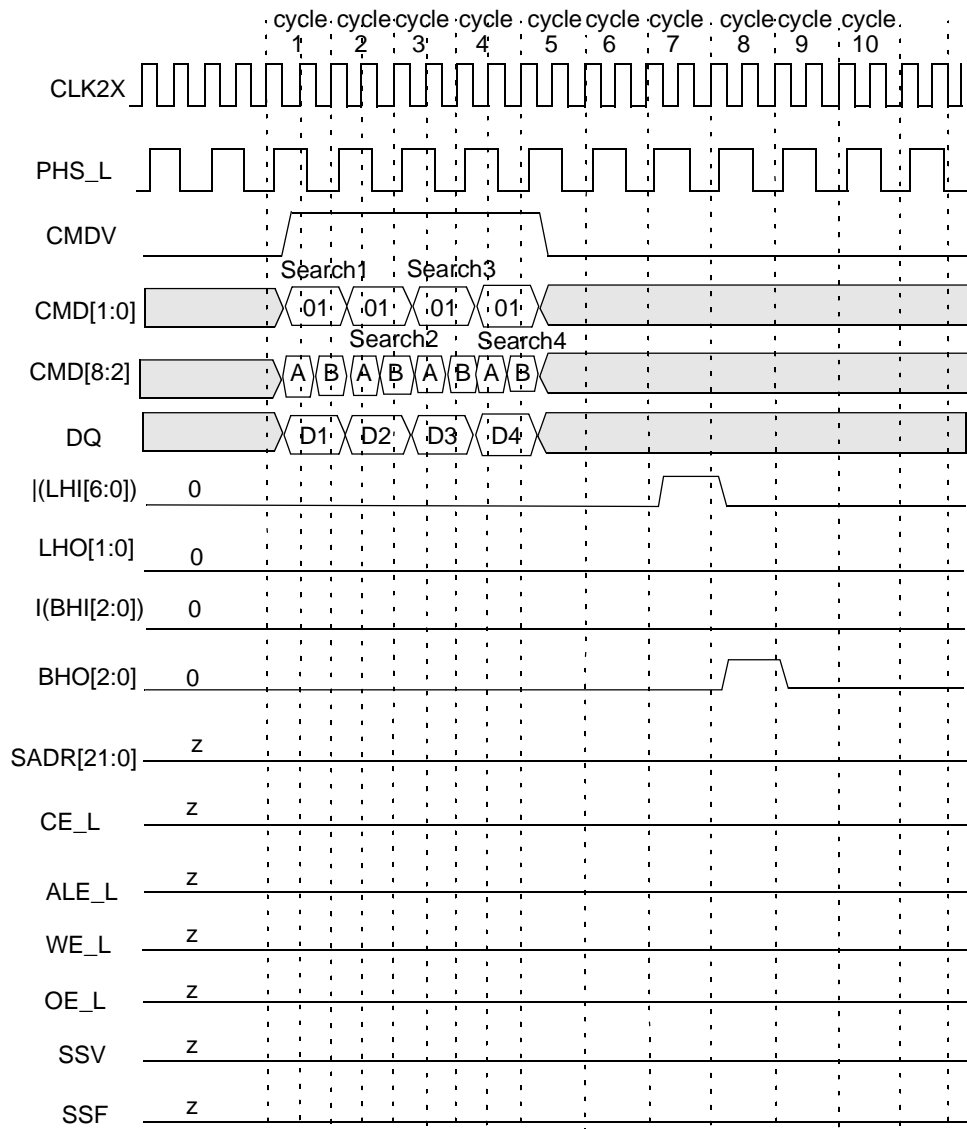 cycle cycle cycle cycle cycle cycle cycle cycle cycle cycle
1 2 3 4 5 6 7 8 9 10
CLK2X
PHS_L
CMDV
Search1 Search3
CMD[1:0] 01 01 01 01
Search2 Search4
CMD[8:2] A B A B A B A B
DQ D1 D2 D3 D4
|(LHI[6:0]) 0
LHO[1:0] 0
I(BHI[2:0]) 0
BHO[2:0] 0
SADR[21:0] z
CE_L z
ALE_L z
WE_L z
OE_L z
SSV z
SSF z